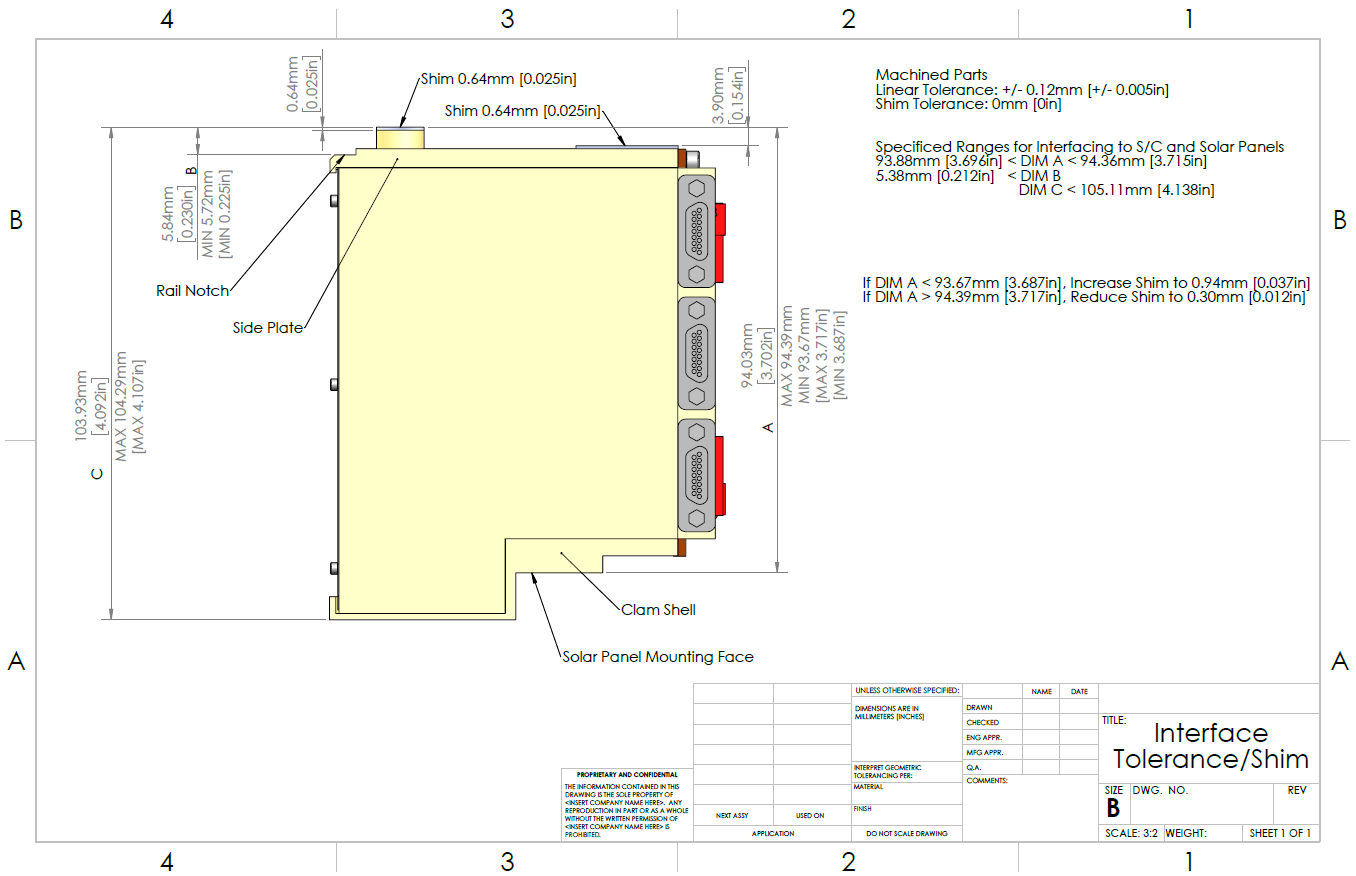 4
3
2
1
B
B
A
A
0.64mm
[0.025in]
Shim 0.64mm [0.025in]
Shim 0.64mm [0.025in]
3.90mm
[0.154in]
Machined Parts
Linear Tolerance: +/- 0.12mm [+/- 0.005in]
Shim Tolerance: 0mm [0in]
Specificed Ranges for Interfacing to S/C and Solar Panels
93.88mm [3.696in] < DIM A < 94.36mm [3.715in]
5.38mm [0.212in] < DIM B
DIM C < 105.11mm [4.138in]
If DIM A < 93.67mm [3.687in], Increase Shim to 0.94mm [0.037in]
If DIM A > 94.39mm [3.717in], Reduce Shim to 0.30mm [0.012in]
B
5.84mm
[0.230in]
MIN 5.72mm
[MIN 0.225in]
Rail Notch
Side Plate
103.93mm
[4.092in]
MAX 104.29mm
[MAX 4.107in]
C
94.03mm
[3.702in]
MAX 94.39mm
MIN 93.67mm
[MAX 3.717in]
[MIN 3.687in]
A
Clam Shell
Solar Panel Mounting Face
PROPRIETARY AND CONFIDENTIAL
THE INFORMATION CONTAINED IN THIS
DRAWING IS THE SOLE PROPERTY OF
<INSERT COMPANY NAME HERE>. ANY
REPRODUCTION IN PART OR AS A WHOLE
WITHOUT THE WRITTEN PERMISSION OF
<INSERT COMPANY NAME HERE> IS
PROHIBITED.
NEXT ASSY
USED ON
APPLICATION
UNLESS OTHERWISE SPECIFIED:
DIMENSIONS ARE IN
MILLIMETERS [INCHES]
INTERPRET GEOMETRIC
TOLERANCING PER:
MATERIAL
FINISH
DO NOT SCALE DRAWING
NAME
DATE
DRAWN
CHECKED
ENG APPR.
MFG APPR.
Q.A.
COMMENTS:
TITLE:
Interface
Tolerance/Shim
SIZE
B
DWG. NO.
REV
SCALE: 3:2
WEIGHT:
SHEET 1 OF 1
4
3
2
1